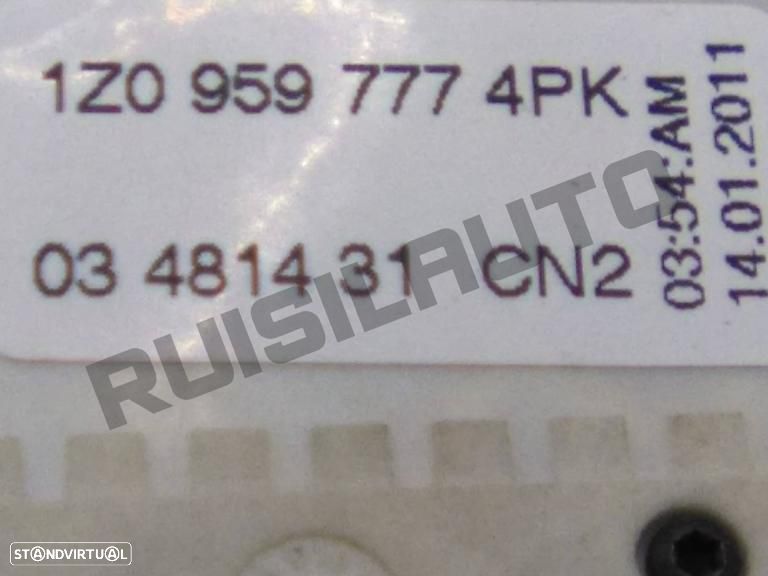 1Z0 959 777 4PK
03 4814 31 CN2
03:54:AM
14.01.2011
RUISILAUTO
STANDVIRTUAL